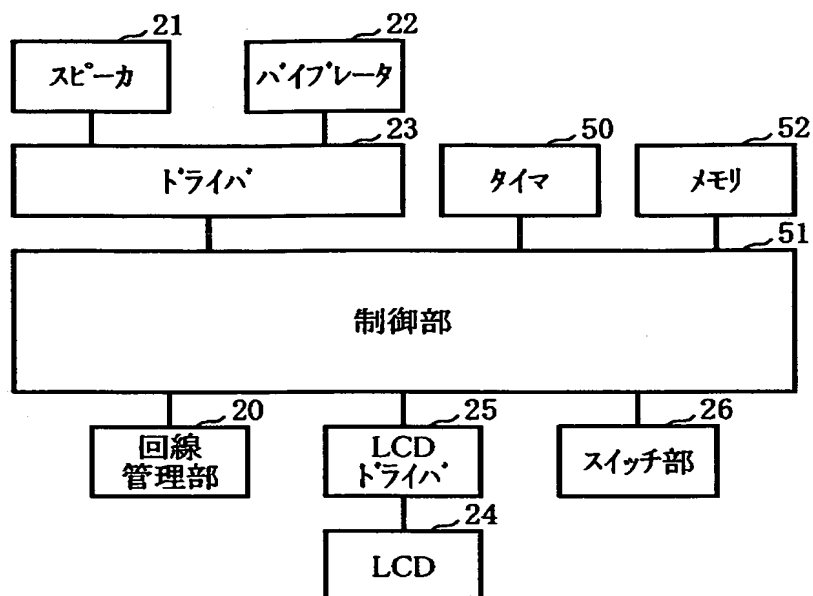 21
スピーカ
22
バイブレータ
23
ドライバ
50
タイマ
52
メモリ
51
制御部
20
回線
管理部
25
LCD
ドライバ
26
スイッチ部
24
LCD